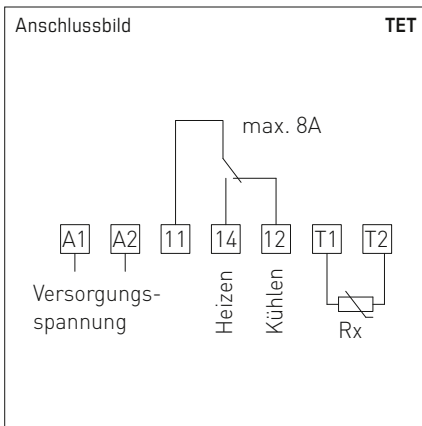 Anschlussbild TET
max. 8A
A1 A2 11 14 12 T1 T2
Versorgungs-
spannung
Heizen
Kühlen
Rx